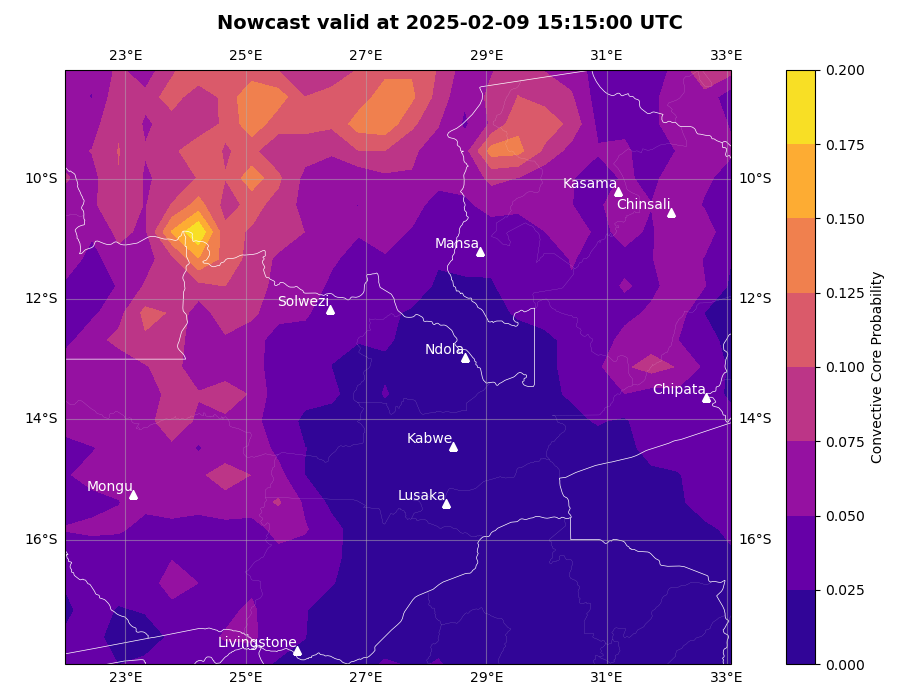 Nowcast valid at 2025-02-09 15:15:00 UTC
23°E 25°E 27°E 29°E 31°E 33°E
0.200
0.175
0.150
0.125
0.100
0.075
0.050
0.025
0.000
Convective Core Probability
10°S 10°S
12°S 12°S
14°S 14°S
16°S 16°S
Kasama
Chinsali
Mansa
Solwezi
Ndola
Chipata
Kabwe
Mongu
Lusaka
Livingstone
23°E 25°E 27°E 29°E 31°E 33°E